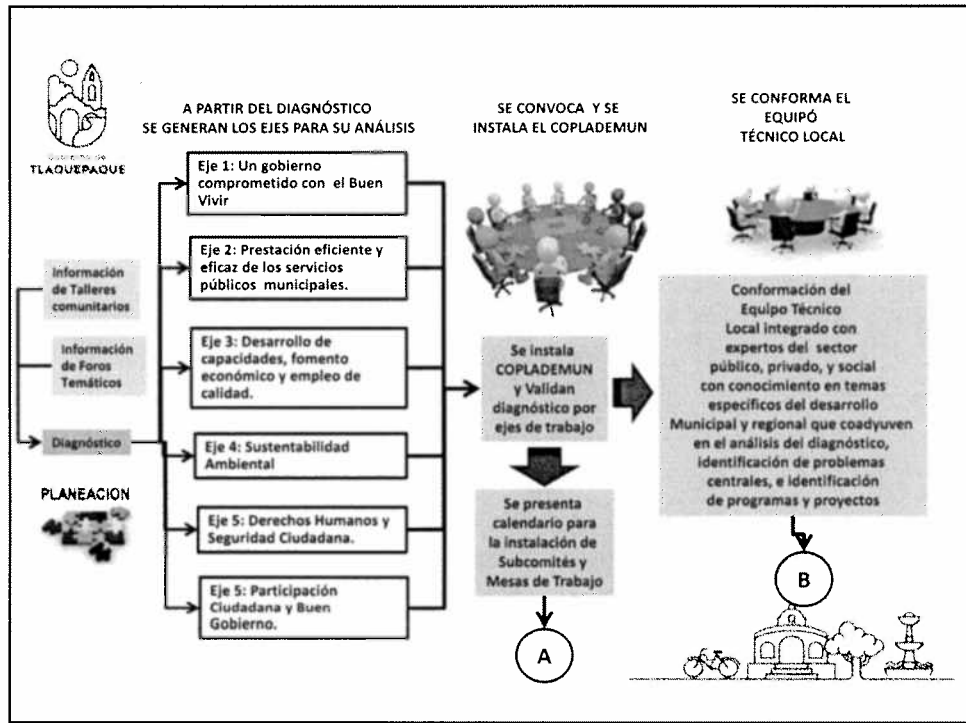 Gobierno de
TLAQUEPAQUE
A PARTIR DEL DIAGNÓSTICO
SE GENERAN LOS EJES PARA SU ANÁLISIS
SE CONVOCA Y SE
INSTALA EL COPLADEMUN
SE CONFORMA EL
EQUIPÓ
TÉCNICO LOCAL
Información
de Talleres
comunitarios
Información
de Foros
Temáticos
Diagnóstico
PLANEACION
Eje 1: Un gobierno
comprometido con el Buen
Vivir
Eje 2: Prestación eficiente y
eficaz de los servicios
públicos municipales.
Eje 3: Desarrollo de
capacidades, fomento
económico y empleo de
calidad.
Eje 4: Sustentabilidad
Ambiental
Eje 5: Derechos Humanos y
Seguridad Ciudadana.
Eje 5: Participación
Ciudadana y Buen
Gobierno.
Se instala
COPLADEMUN
y Validan
diagnóstico por
ejes de trabajo
Se presenta
calendario para
la instalación de
Subcomités y
Mesas de Trabajo
A
Conformación del
Equipo Técnico
Local integrado con
expertos del sector
público, privado, y social
con conocimiento en temas
específicos del desarrollo
Municipal y regional que coadyuven
en el análisis del diagnóstico,
identificación de problemas
centrales, e identificación
de programas y proyectos
B